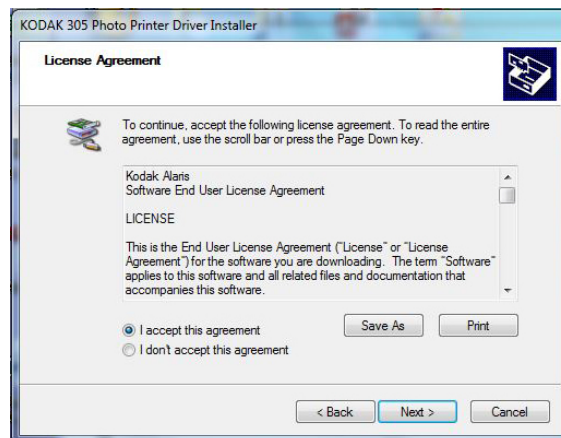 KODAK 305 Photo Printer Driver Installer
License Agreement
To continue, accept the following license agreement. To read the entire
agreement, use the scroll bar or press the Page Down key.
Kodak Alaris
Software End User License Agreement
LICENSE
This is the End User License Agreement ("License" or "License
Agreement") for the software you are downloading. The term "Software"
applies to this software and all related files and documentation that
accompanies this software.
I accept this agreement
Save As
Print
I don't accept this agreement
< Back
Next >
Cancel